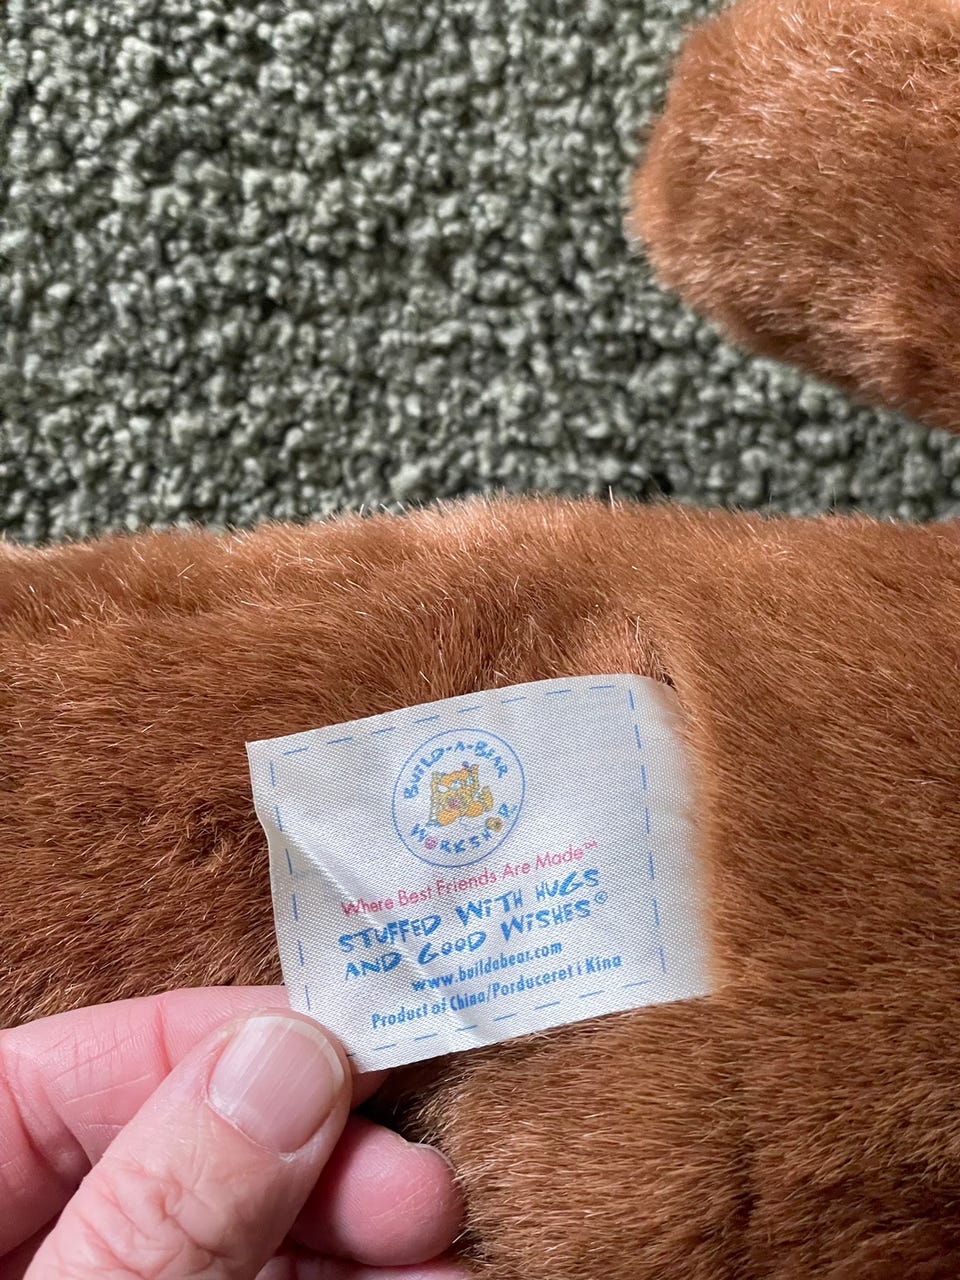 BUILD-A-BEAR
WORKSHOP
Where Best Friends Are Made™
STUFFED WITH HUGS
AND GOOD WISHES®
www.buildabear.com
Product of China/Porduceret i Kina